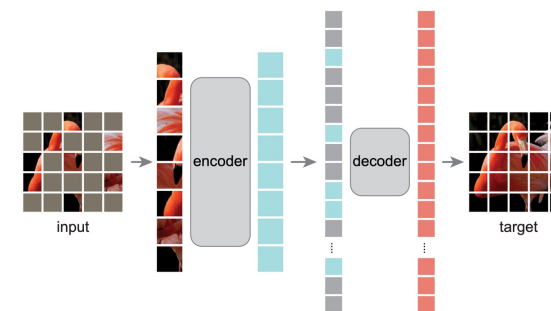 input
encoder
decoder
target